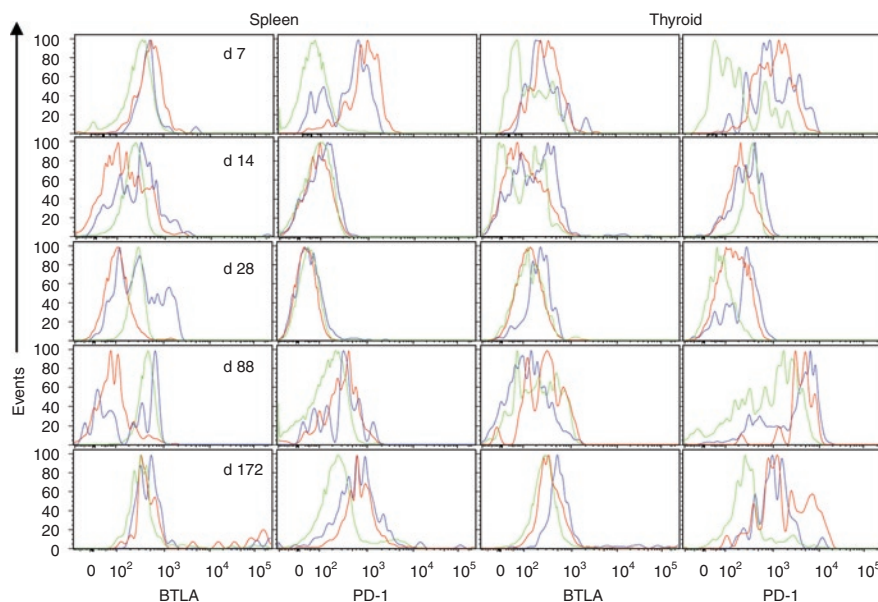 Spleen Thyroid
100 80 60 40 20 d 7
100 80 60 40 20 d 14
100 80 60 40 20 d 28
100 80 60 40 20 d 88
100 80 60 40 20 0 d 172
Events
0 10² 10³ 10⁴ 10⁵ 0 10² 10³ 10⁴ 10⁵ 0 10² 10³ 10⁴ 10⁵ 0 10² 10³ 10⁴ 10⁵
BTLA PD-1 BTLA PD-1